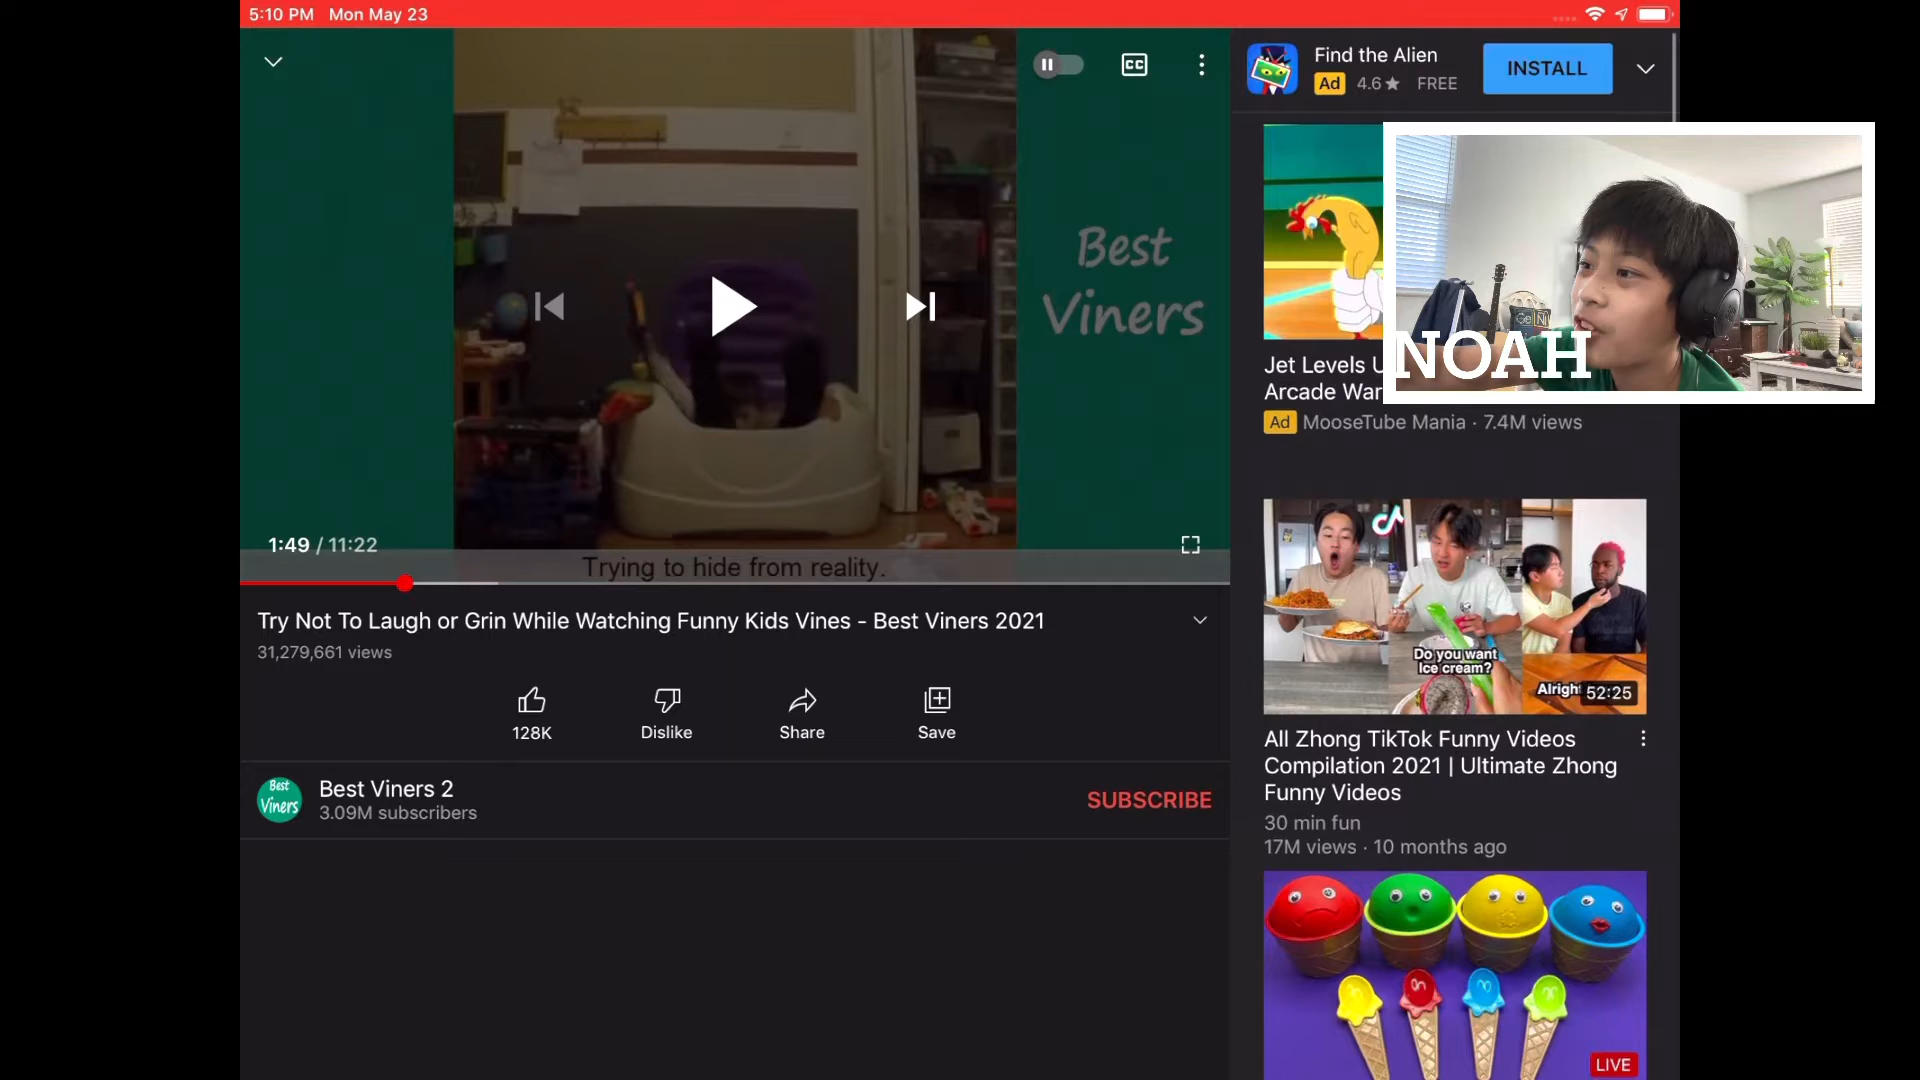 5:10 PM Mon May 23
CC
Best
Viners
1:49 / 11:22
Trying to hide from reality.
Try Not To Laugh or Grin While Watching Funny Kids Vines - Best Viners 2021
31,279,661 views
128K
Dislike
Share
Save
Best
Viners
Best Viners 2
3.09M subscribers
SUBSCRIBE
Find the Alien
Ad 4.6★ FREE
INSTALL
NOAH
Jet Levels U
Arcade War
Ad MooseTube Mania · 7.4M views
Do you want
Ice cream?
Alright
52:25
All Zhong TikTok Funny Videos
Compilation 2021 | Ultimate Zhong
Funny Videos
30 min fun
17M views · 10 months ago
LIVE